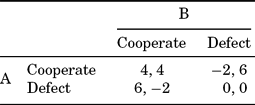 B
Cooperate Defect
A
Cooperate 4, 4 −2, 6
Defect 6, −2 0, 0